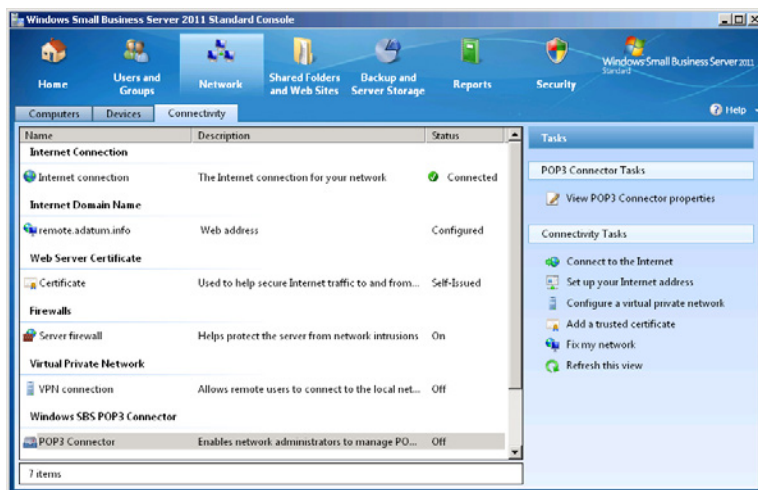 Windows Small Business Server 2011 Standard Console
Home
Users and Groups
Network
Shared Folders and Web Sites
Backup and Server Storage
Reports
Security
Windows Small Business Server 2011
Standard
Computers
Devices
Connectivity
Help
Name Description Status
Internet Connection
Internet connection The Internet connection for your network Connected
Internet Domain Name
remote.adatum.info Web address Configured
Web Server Certificate
Certificate Used to help secure Internet traffic to and from... Self-Issued
Firewalls
Server firewall Helps protect the server from network intrusions On
Virtual Private Network
VPN connection Allows remote users to connect to the local net... Off
Windows SBS POP3 Connector
POP3 Connector Enables network administrators to manage PO... Off
7 items
Tasks
POP3 Connector Tasks
View POP3 Connector properties
Connectivity Tasks
Connect to the Internet
Set up your Internet address
Configure a virtual private network
Add a trusted certificate
Fix my network
Refresh this view